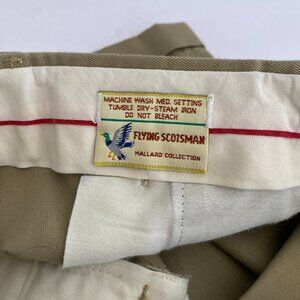 MACHINE WASH MED. SETTING
TUMBLE DRY-STEAM IRON
DO NOT BLEACH
FLYING SCOTSMAN
MALLARD COLLECTION